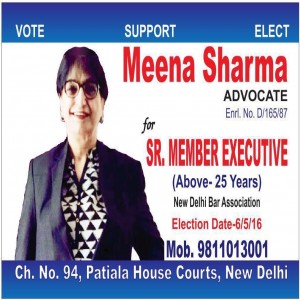 VOTE SUPPORT ELECT
Meena Sharma
ADVOCATE
Enrl. No. D/165/87
for
SR. MEMBER EXECUTIVE
(Above- 25 Years)
New Delhi Bar Association
Election Date-6/5/16
Mob. 9811013001
Ch. No. 94, Patiala House Courts, New Delhi